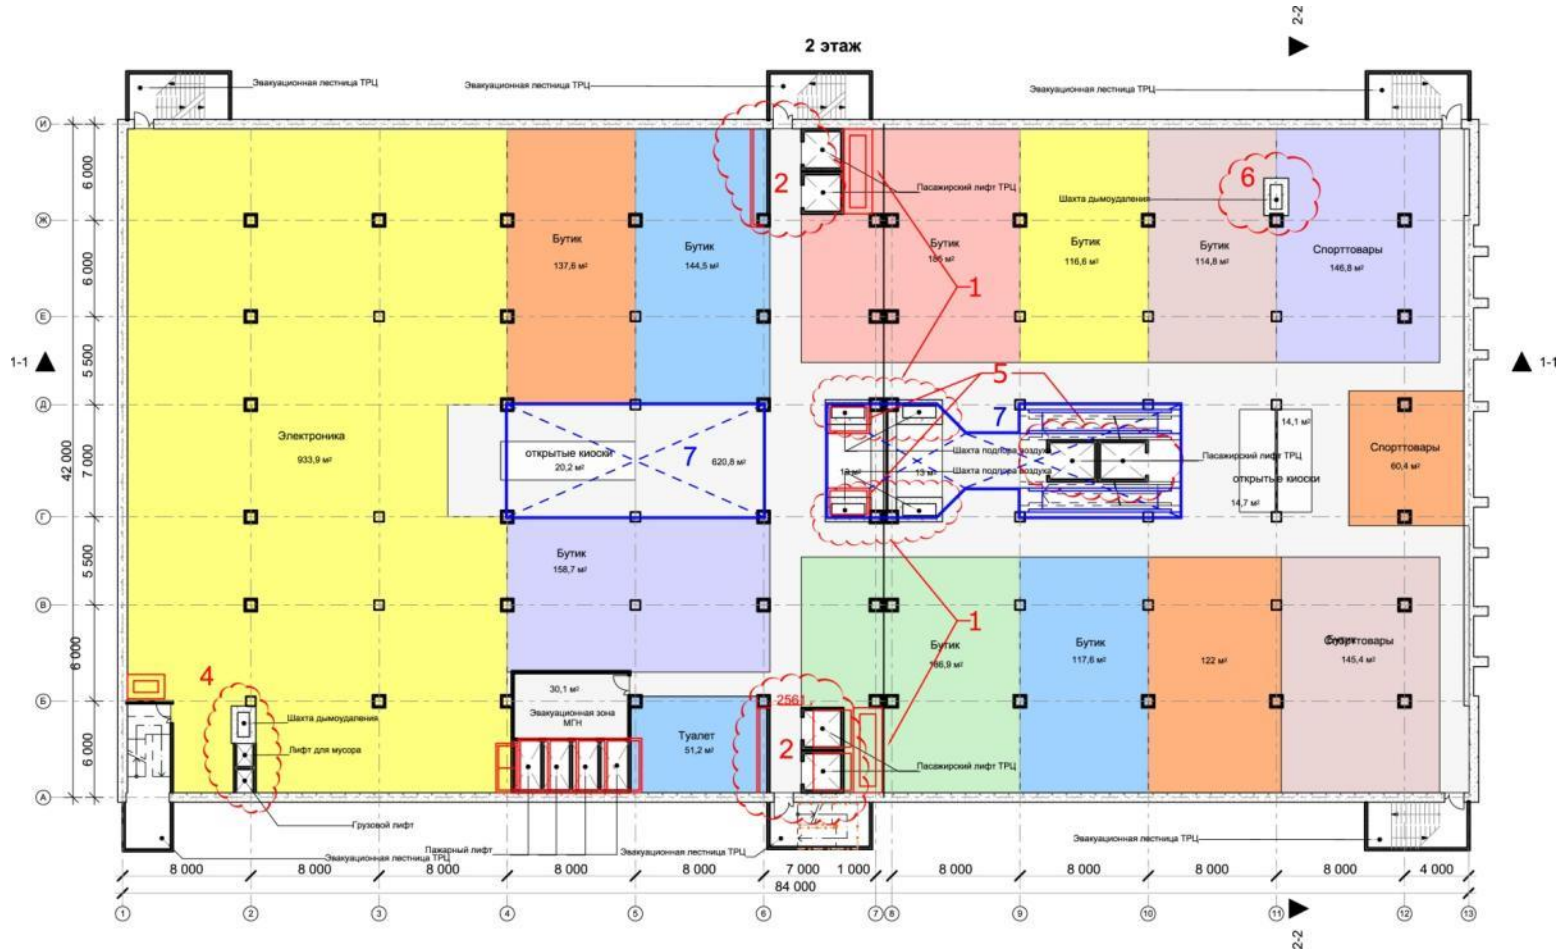 2-2
2 этаж
Эвакуационная лестница ТРЦ
Эвакуационная лестница ТРЦ
Эвакуационная лестница ТРЦ
И
6 000
2
Пасажирский лифт ТРЦ
6
Шахта дымоудаления
Ж
Бутик
137,6 м²
Бутик
144,5 м²
Бутик
Бутик
116,6 м²
Бутик
114,8 м²
Спорттовары
146,8 м²
6 000
1
Е
1-1
5 500
1-1
5
Д
7
14,1 м²
Электроника
933,9 м²
открытые киоски
20,2 м²
7
620,8 м²
Шахта подпора воздуха
Пасажирский лифт ТРЦ
Спорттовары
60,4 м²
42 000
7 000
13 м²
13 м²
Шахта подпора воздуха
открытые киоски
14,7 м²
Г
5 500
Бутик
158,7 м²
В
1
Бутик
Бутик
117,6 м²
122 м²
Спорттовары
145,4 м²
6 000
4
30,1 м²
Б
2561
Эвакуационная зона
МГН
Шахта дымоудаления
Туалет
51,2 м²
2
Лифт для мусора
6 000
Пасажирский лифт ТРЦ
А
Грузовой лифт
Пажарный лифт
Эвакуационная лестница ТРЦ
Эвакуационная лестница ТРЦ
Эвакуационная лестница ТРЦ
8 000 8 000 8 000 8 000 8 000 7 000 1 000 8 000 8 000 8 000 8 000 4 000
84 000
1 2 3 4 5 6 7 8 9 10 11 12 13
2-2